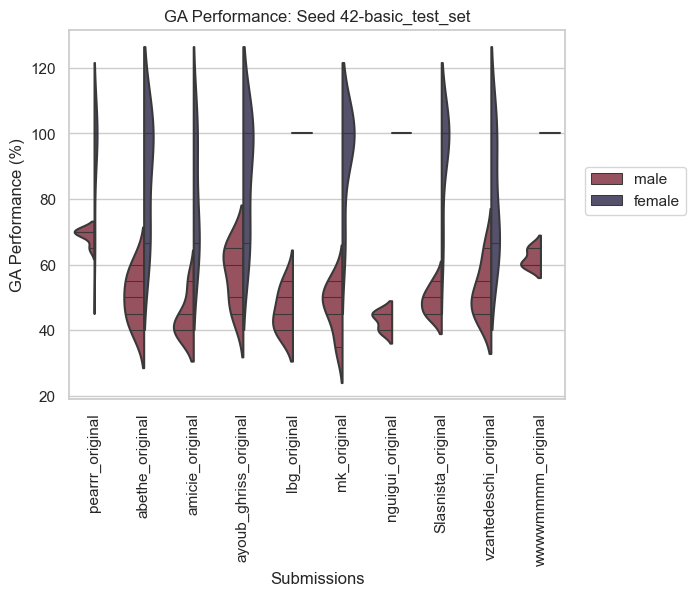 GA Performance: Seed 42-basic_test_set
GA Performance (%)
120
100
80
60
40
20
pearrr_original
abethe_original
amicie_original
ayoub_ghriss_original
lbg_original
mk_original
nguigui_original
Slasnista_original
vzantedeschi_original
wwwwmmmm_original
Submissions
male
female